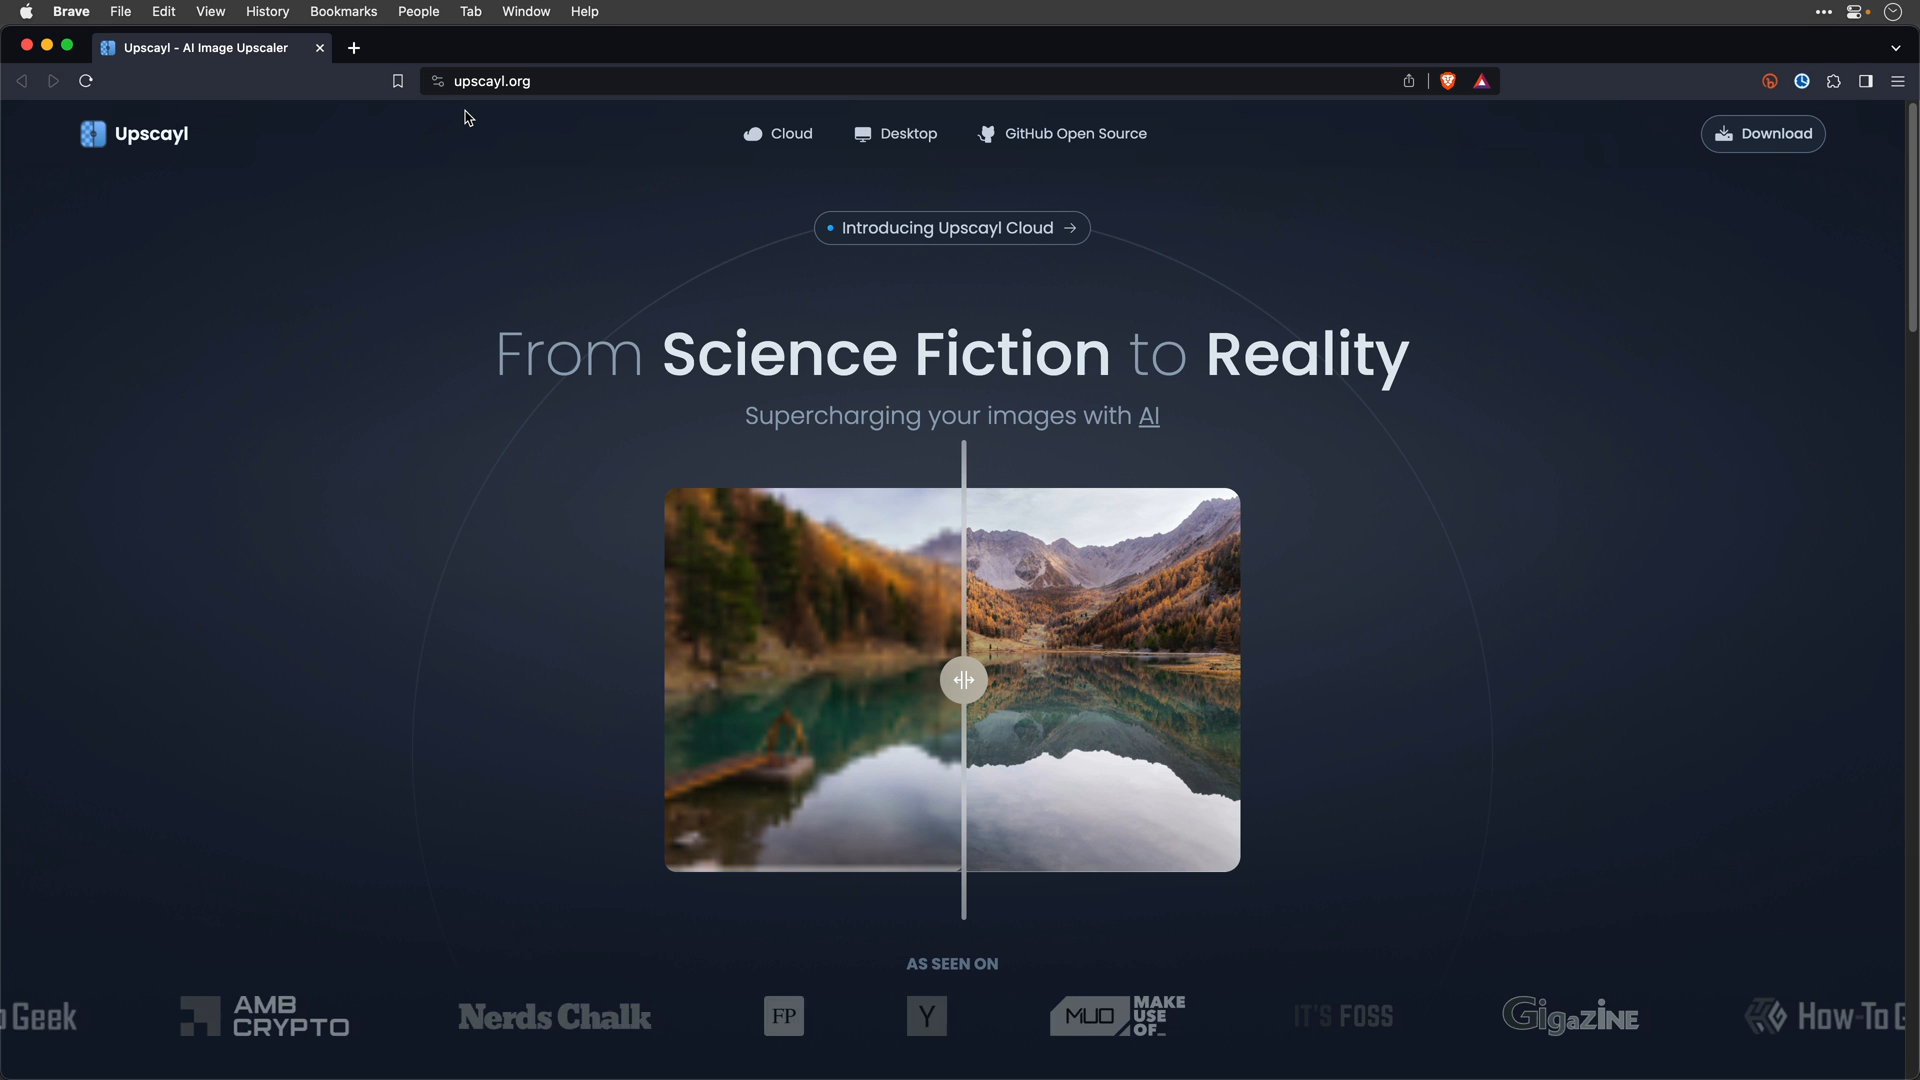 Brave File Edit View History Bookmarks People Tab Window Help
Upscayl - AI Image Upscaler
upscayl.org
Upscayl
Cloud Desktop GitHub Open Source
Download
Introducing Upscayl Cloud →
From Science Fiction to Reality
Supercharging your images with AI
AS SEEN ON
Geek
AMB
CRYPTO
Nerds Chalk
FP
Y
MUO
MAKE
USE
OF_
IT'S FOSS
GIGAZINE
How-To G